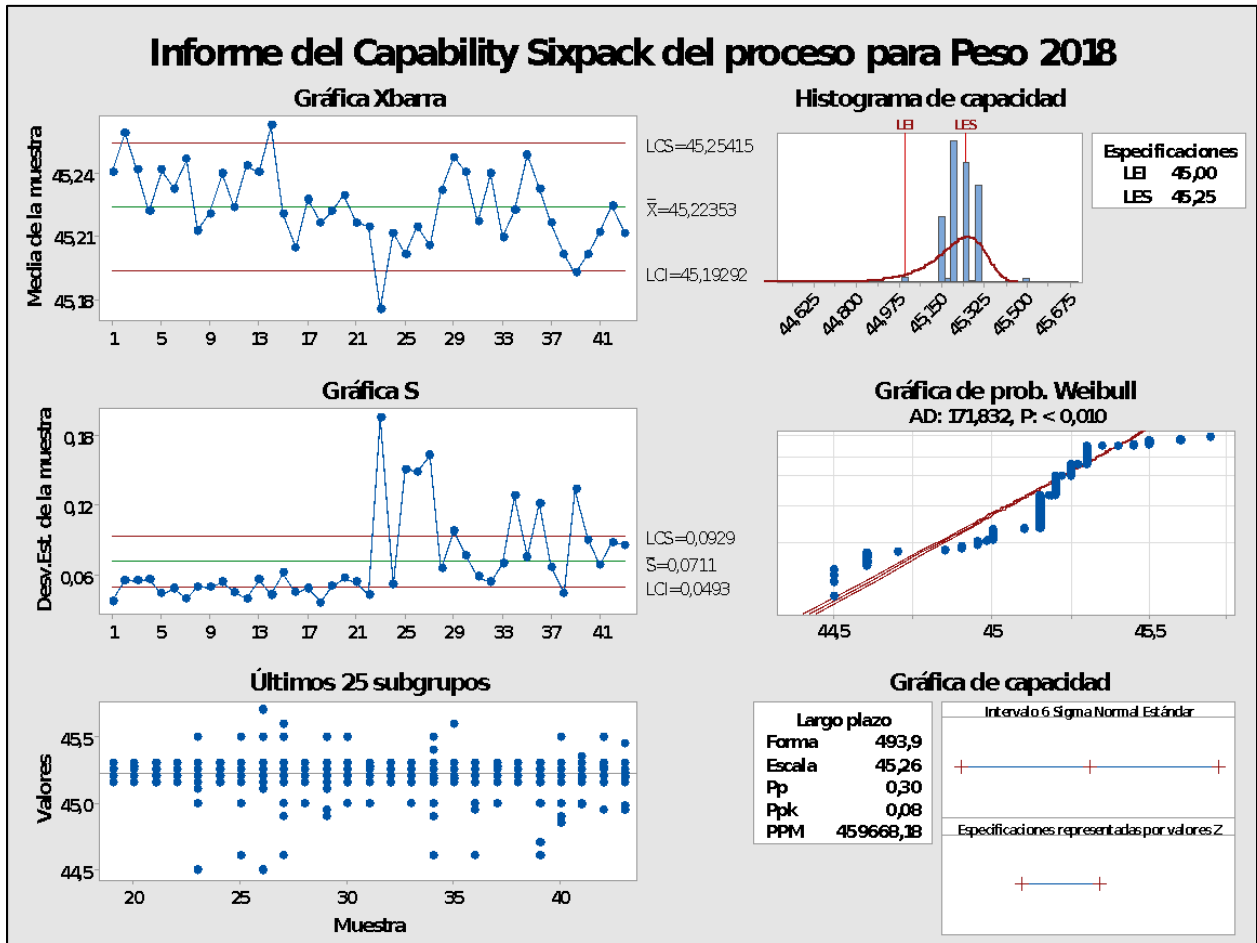 Informe del Capability Sixpack del proceso para Peso 2018
Gráfica Xbarra
Media de la muestra
45,24
45,21
45,18
1 5 9 13 17 21 25 29 33 37 41
LCS=45,25415
X=45,22353
LCI=45,19292
Histograma de capacidad
LEI LES
44,625 44,800 44,975 45,150 45,325 45,500 45,675
Especificaciones
LEI 45,00
LES 45,25
Gráfica S
Desv.Est. de la muestra
0,18
0,12
0,06
1 5 9 13 17 21 25 29 33 37 41
LCS=0,0929
S=0,0711
LCI=0,0493
Gráfica de prob. Weibull
AD: 171,832, P: < 0,010
44,5 45 45,5
Últimos 25 subgrupos
Valores
45,5
45,0
44,5
20 25 30 35 40
Muestra
Gráfica de capacidad
Largo plazo
Forma 493,9
Escala 45,26
Pp 0,30
Ppk 0,08
PPM 459668,18
Intervalo 6 Sigma Normal Estándar
Especificaciones representadas por valores Z